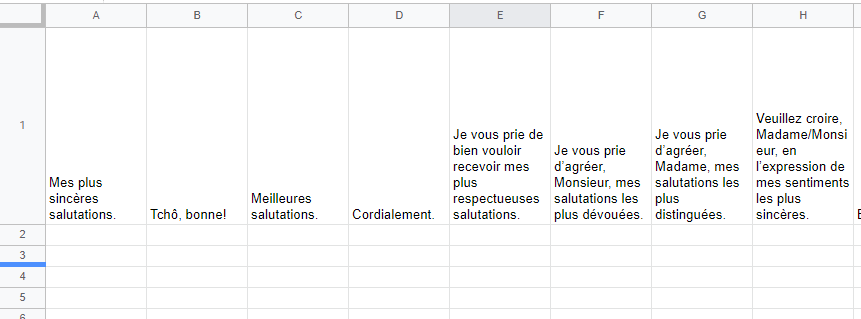 A B C D E F G H
1
Mes plus
sincères
salutations.
Tchô, bonne!
Meilleures
salutations.
Cordialement.
Je vous prie de
bien vouloir
recevoir mes
plus
respectueuses
salutations.
Je vous prie
d’agréer,
Monsieur, mes
salutations les
plus dévouées.
Je vous prie
d’agréer,
Madame, mes
salutations les
plus
distinguées.
Veuillez croire,
Madame/Monsi
eur, en
l’expression de
mes sentiments
les plus
sincères.
2
3
4
5
6